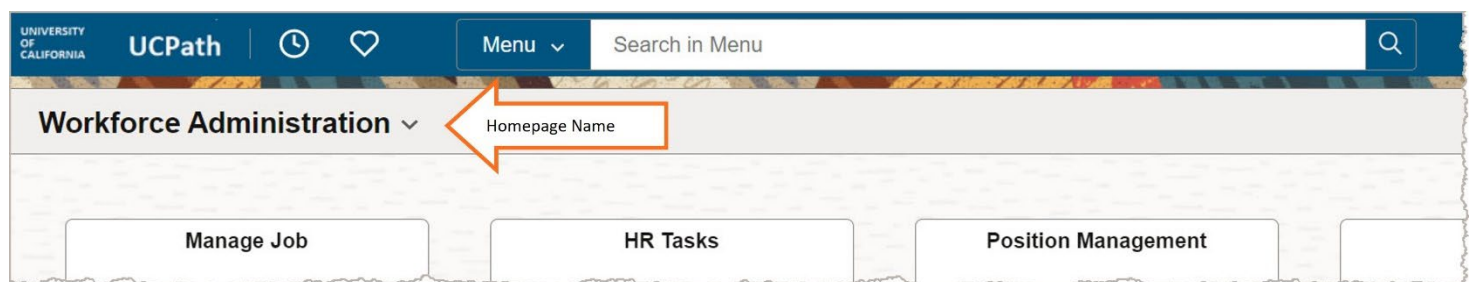 UNIVERSITY
OF
CALIFORNIA
UCPath
Menu
Search in Menu
Workforce Administration
Homepage Name
Manage Job
HR Tasks
Position Management